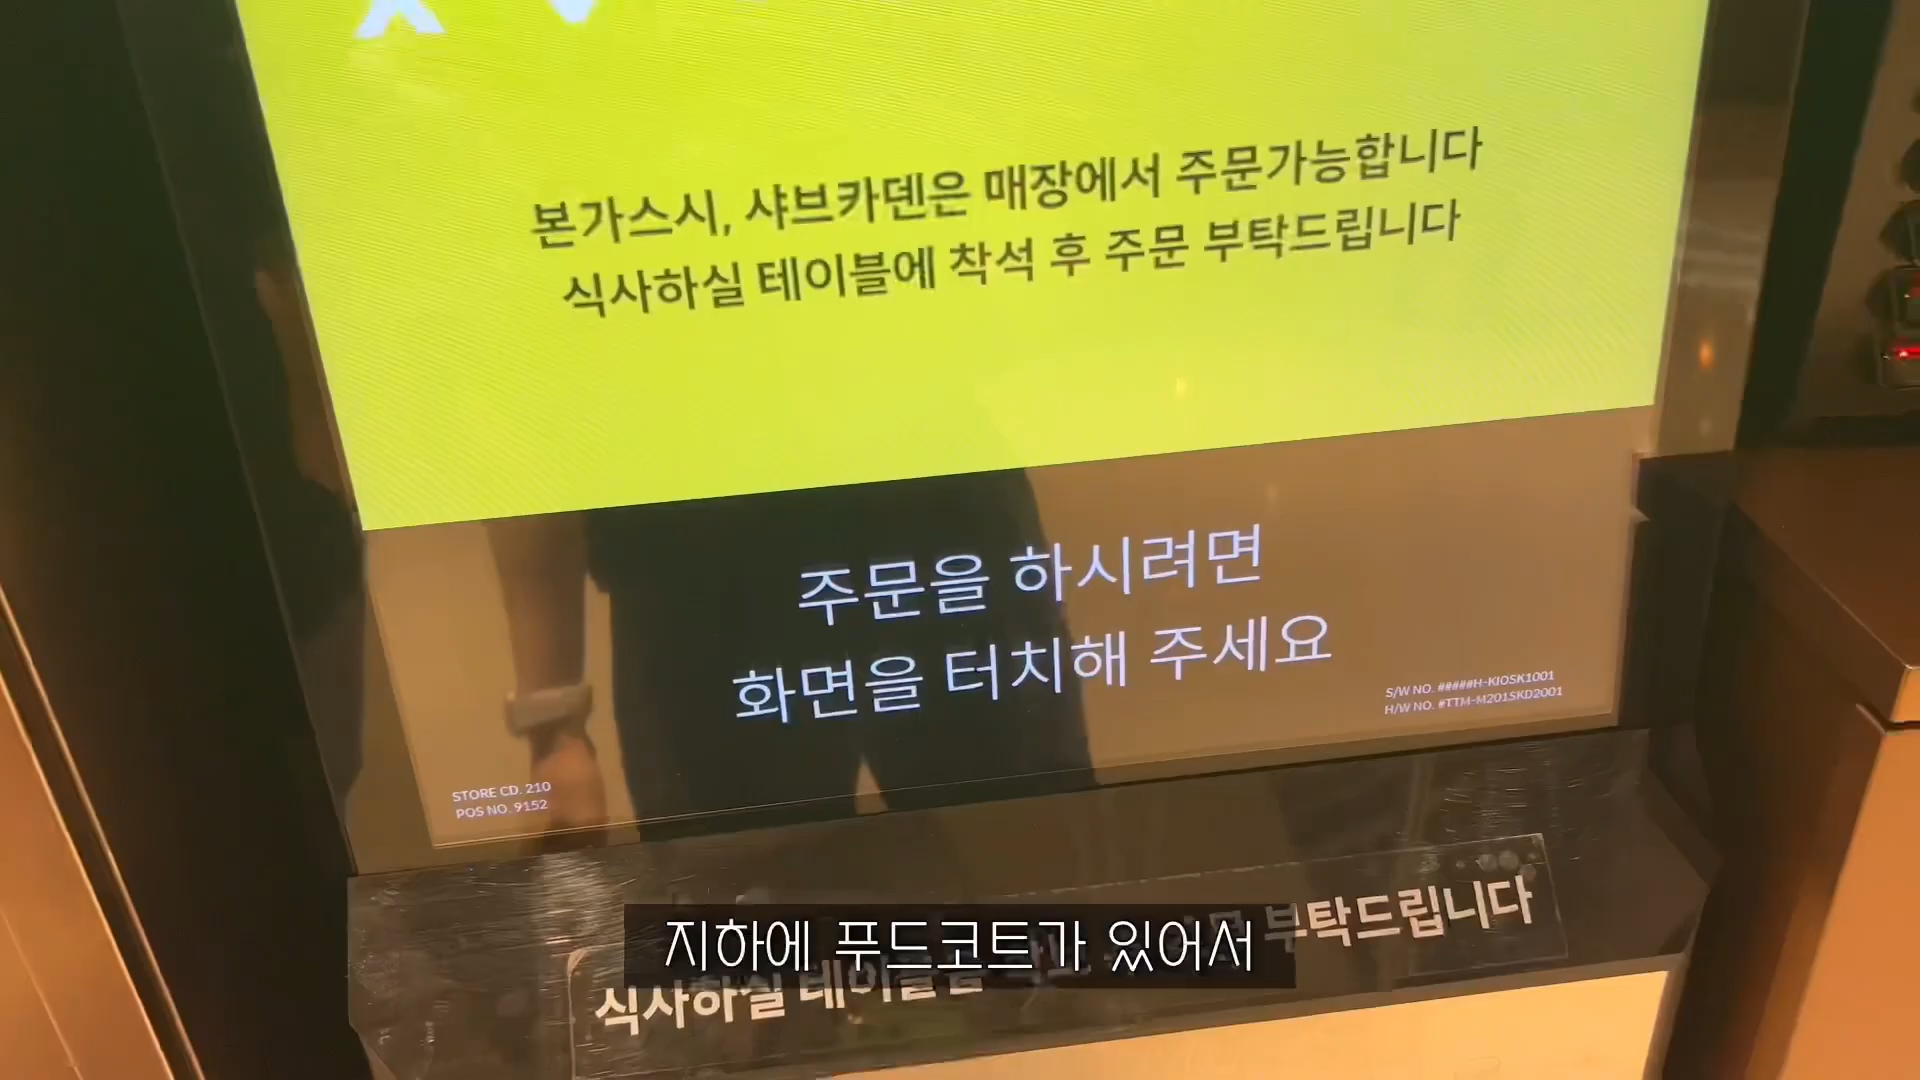 본가스시, 샤브카덴은 매장에서 주문가능합니다
식사하실 테이블에 착석 후 주문 부탁드립니다
주문을 하시려면
화면을 터치해 주세요
S/W NO. #####H-KIOSK1001
H/W NO. #TTM-M201SKD2001
STORE CD. 210
POS NO. 9152
식사하실 부탁드립니다
지하에 푸드코트가 있어서